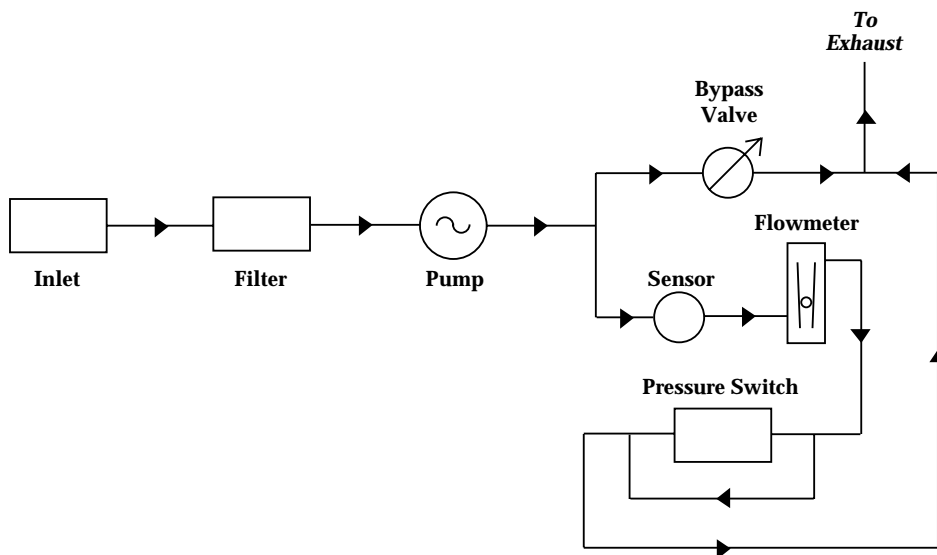 To
Exhaust
Bypass
Valve
Flowmeter
Inlet
Filter
Pump
Sensor
Pressure Switch